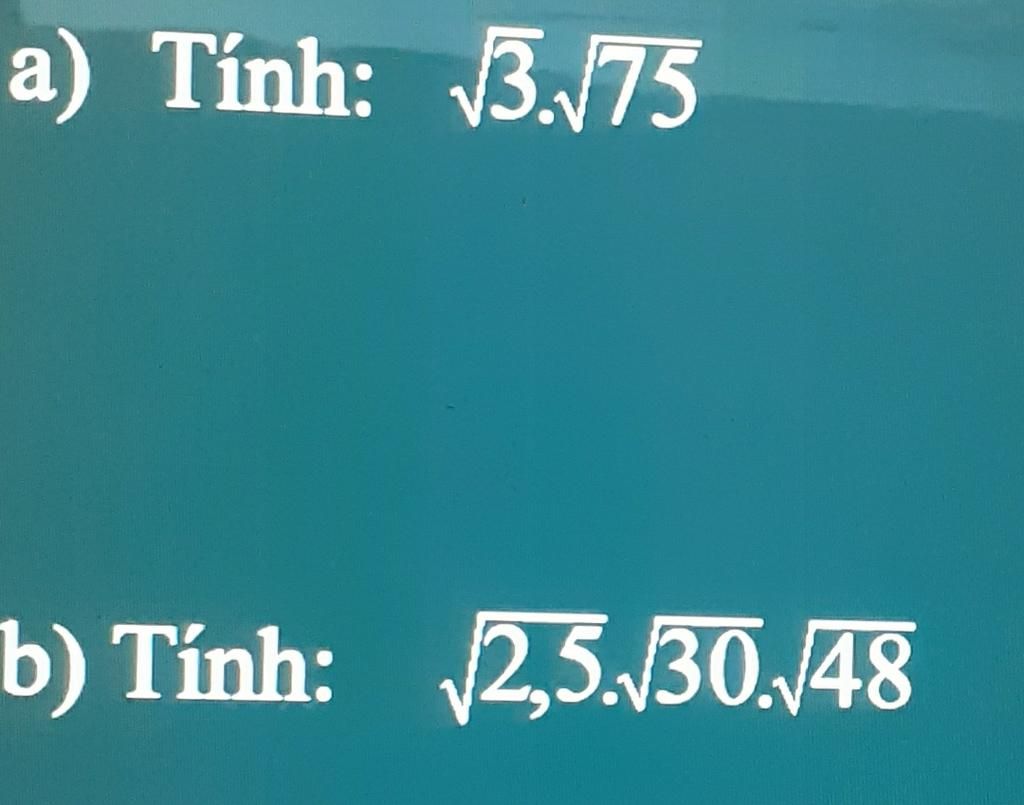 a) Tính: √3.√75
b) Tính: √2,5.√30.√48